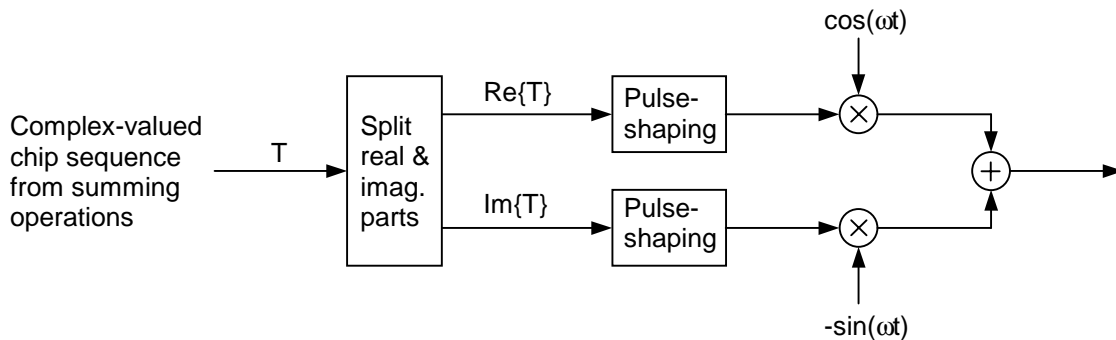 cos(ωt)
Complex-valued
chip sequence
from summing
operations
T
Split
real &
imag.
parts
Re{T}
Pulse-
shaping
Im{T}
Pulse-
shaping
-sin(ωt)